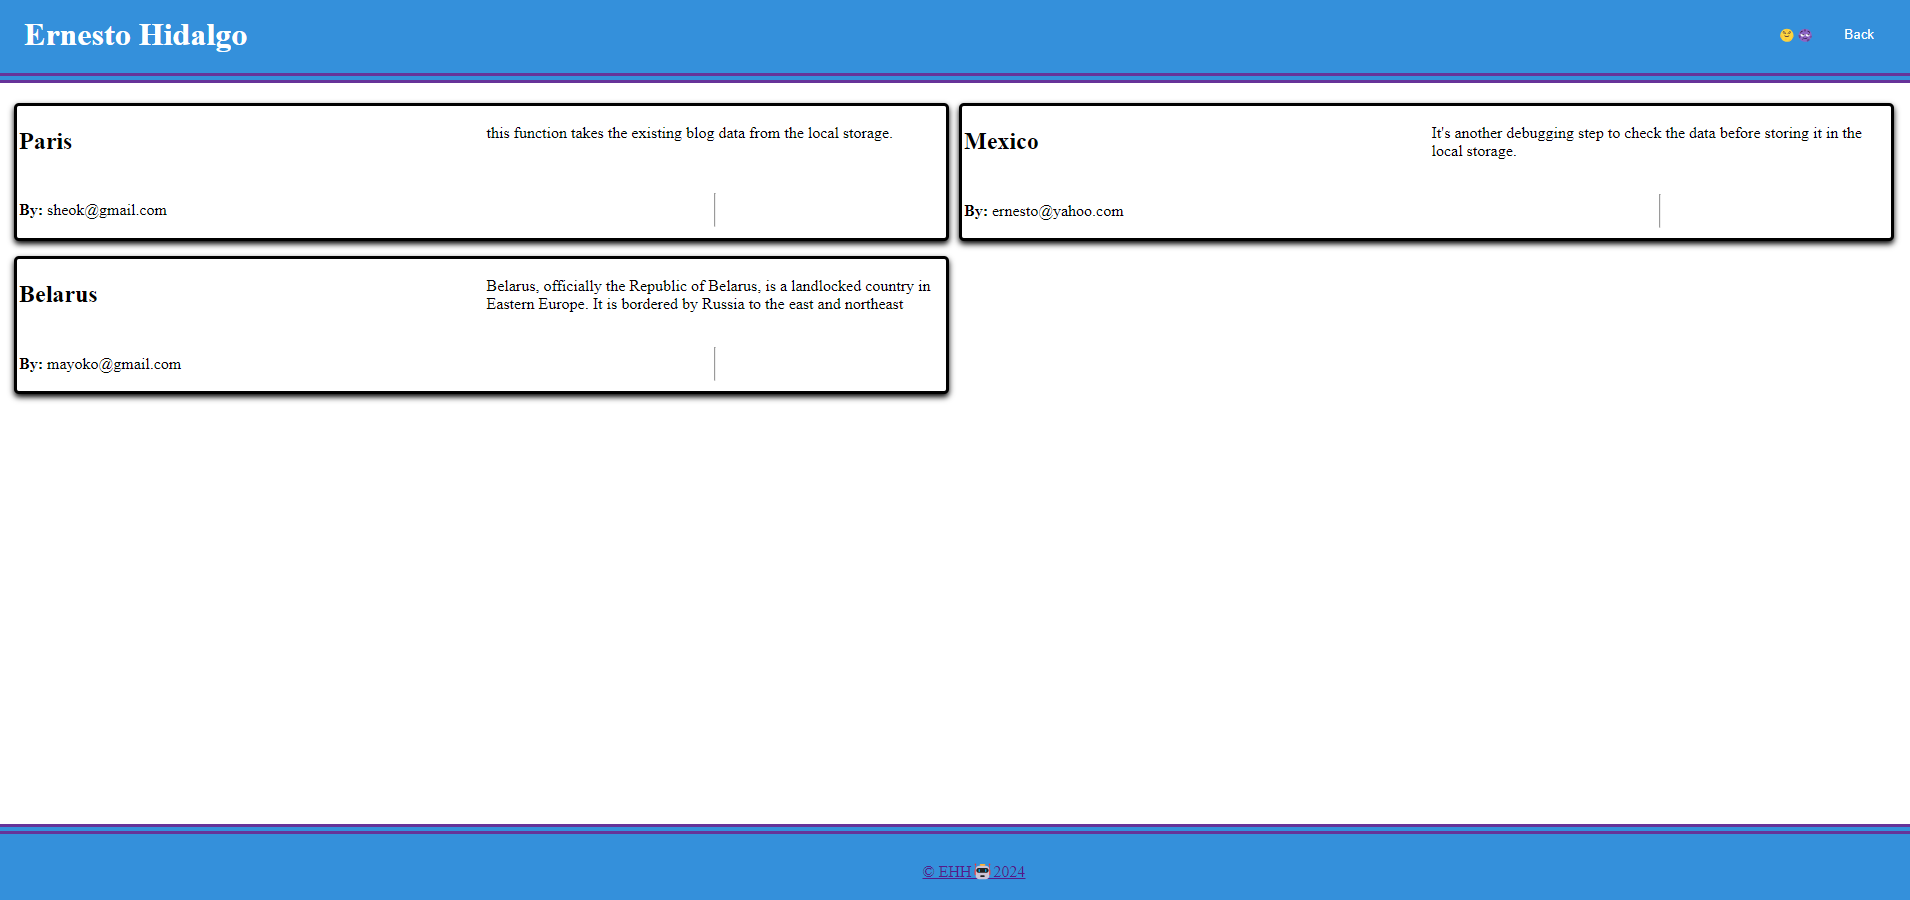 Ernesto Hidalgo
Back
Paris
this function takes the existing blog data from the local storage.
By: sheok@gmail.com
Mexico
It's another debugging step to check the data before storing it in the
local storage.
By: ernesto@yahoo.com
Belarus
Belarus, officially the Republic of Belarus, is a landlocked country in
Eastern Europe. It is bordered by Russia to the east and northeast
By: mayoko@gmail.com
© EHH🤖2024